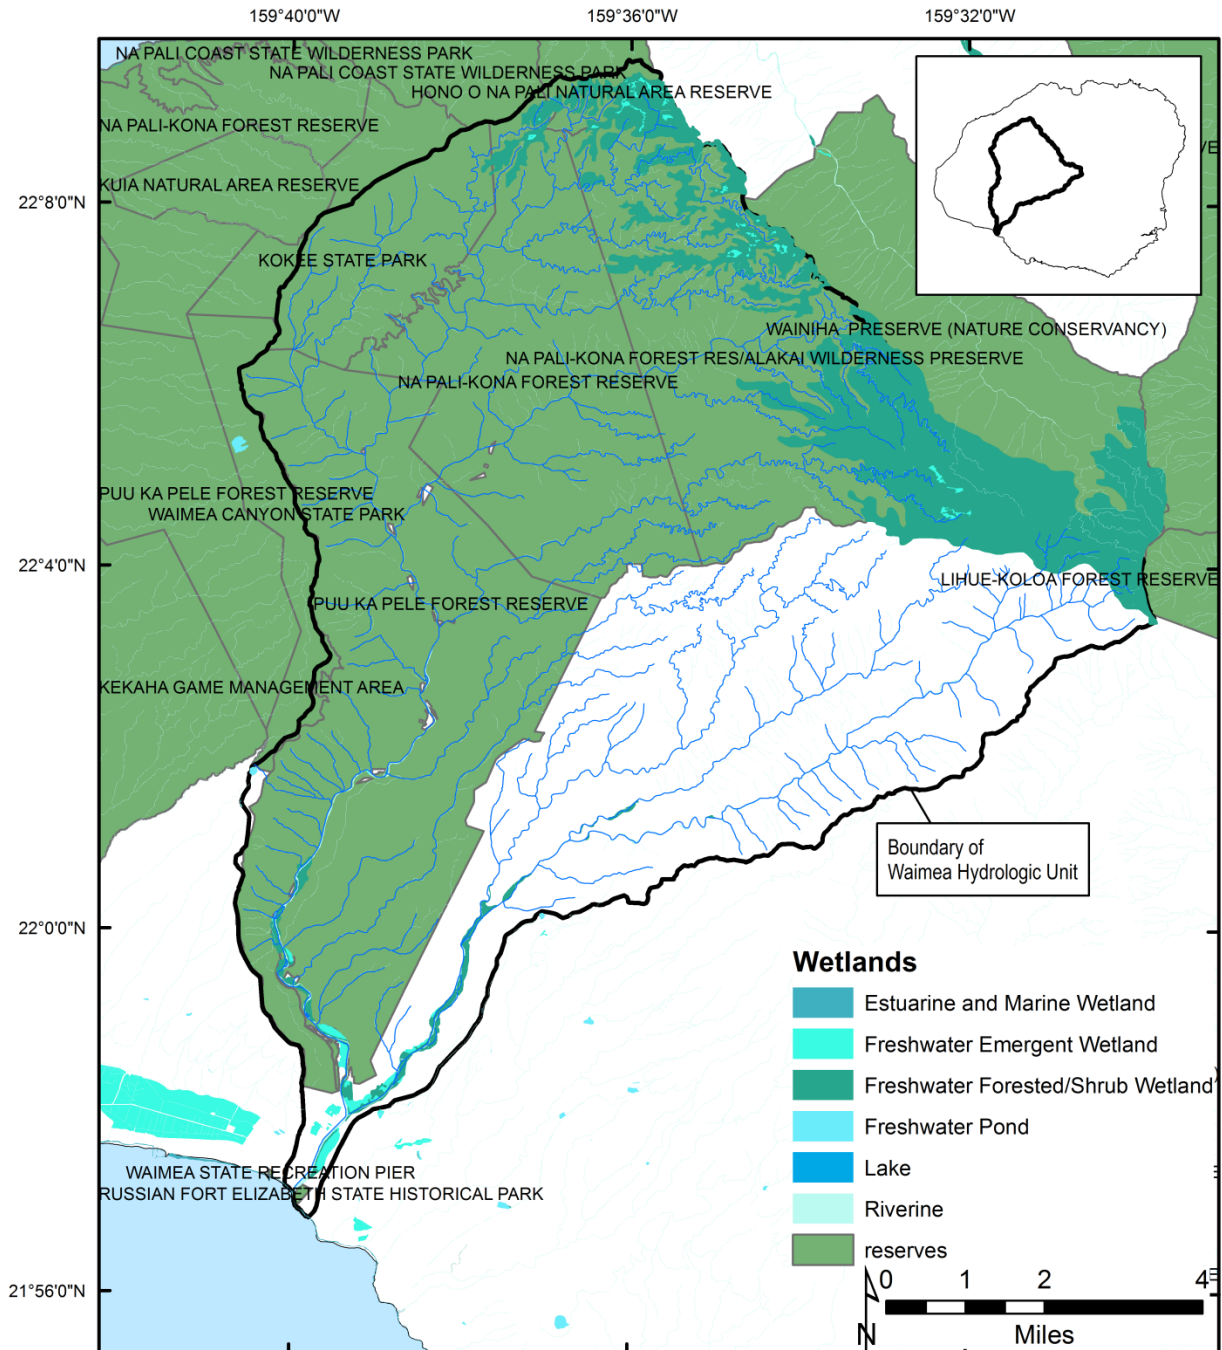 159°40'0"W
159°36'0"W
159°32'0"W
NA PALI COAST STATE WILDERNESS PARK
NA PALI COAST STATE WILDERNESS PARK
HONO O NA PALI NATURAL AREA RESERVE
NA PALI-KONA FOREST RESERVE
KUIA NATURAL AREA RESERVE
22°8'0"N
KOKEE STATE PARK
WAINIHA PRESERVE (NATURE CONSERVANCY)
NA PALI-KONA FOREST RES/ALAKAI WILDERNESS PRESERVE
NA PALI-KONA FOREST RESERVE
PUU KA PELE FOREST RESERVE
WAIMEA CANYON STATE PARK
22°4'0"N
LIHUE-KOLOA FOREST RESERVE
PUU KA PELE FOREST RESERVE
KEKAHA GAME MANAGEMENT AREA
Boundary of
Waimea Hydrologic Unit
22°0'0"N
Wetlands
Estuarine and Marine Wetland
Freshwater Emergent Wetland
Freshwater Forested/Shrub Wetland
Freshwater Pond
Lake
Riverine
reserves
WAIMEA STATE RECREATION PIER
RUSSIAN FORT ELIZABETH STATE HISTORICAL PARK
21°56'0"N
0 1 2 4
N
Miles